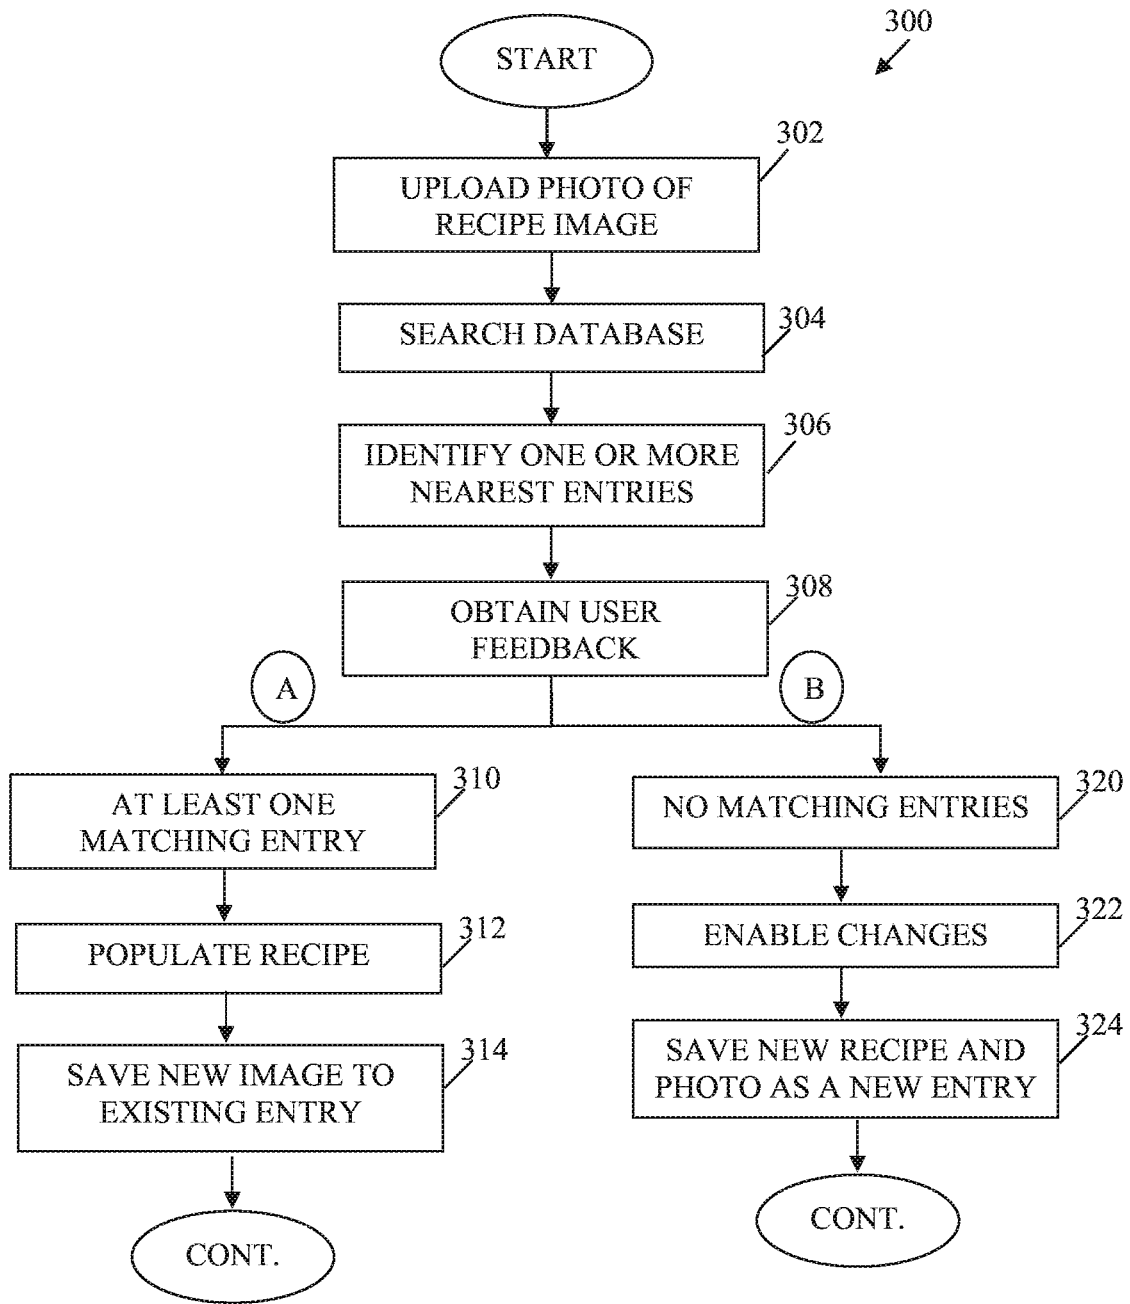 300
START
302
UPLOAD PHOTO OF
RECIPE IMAGE
304
SEARCH DATABASE
306
IDENTIFY ONE OR MORE
NEAREST ENTRIES
308
OBTAIN USER
FEEDBACK
A
B
310
AT LEAST ONE
MATCHING ENTRY
312
POPULATE RECIPE
314
SAVE NEW IMAGE TO
EXISTING ENTRY
CONT.
320
NO MATCHING ENTRIES
322
ENABLE CHANGES
324
SAVE NEW RECIPE AND
PHOTO AS A NEW ENTRY
CONT.